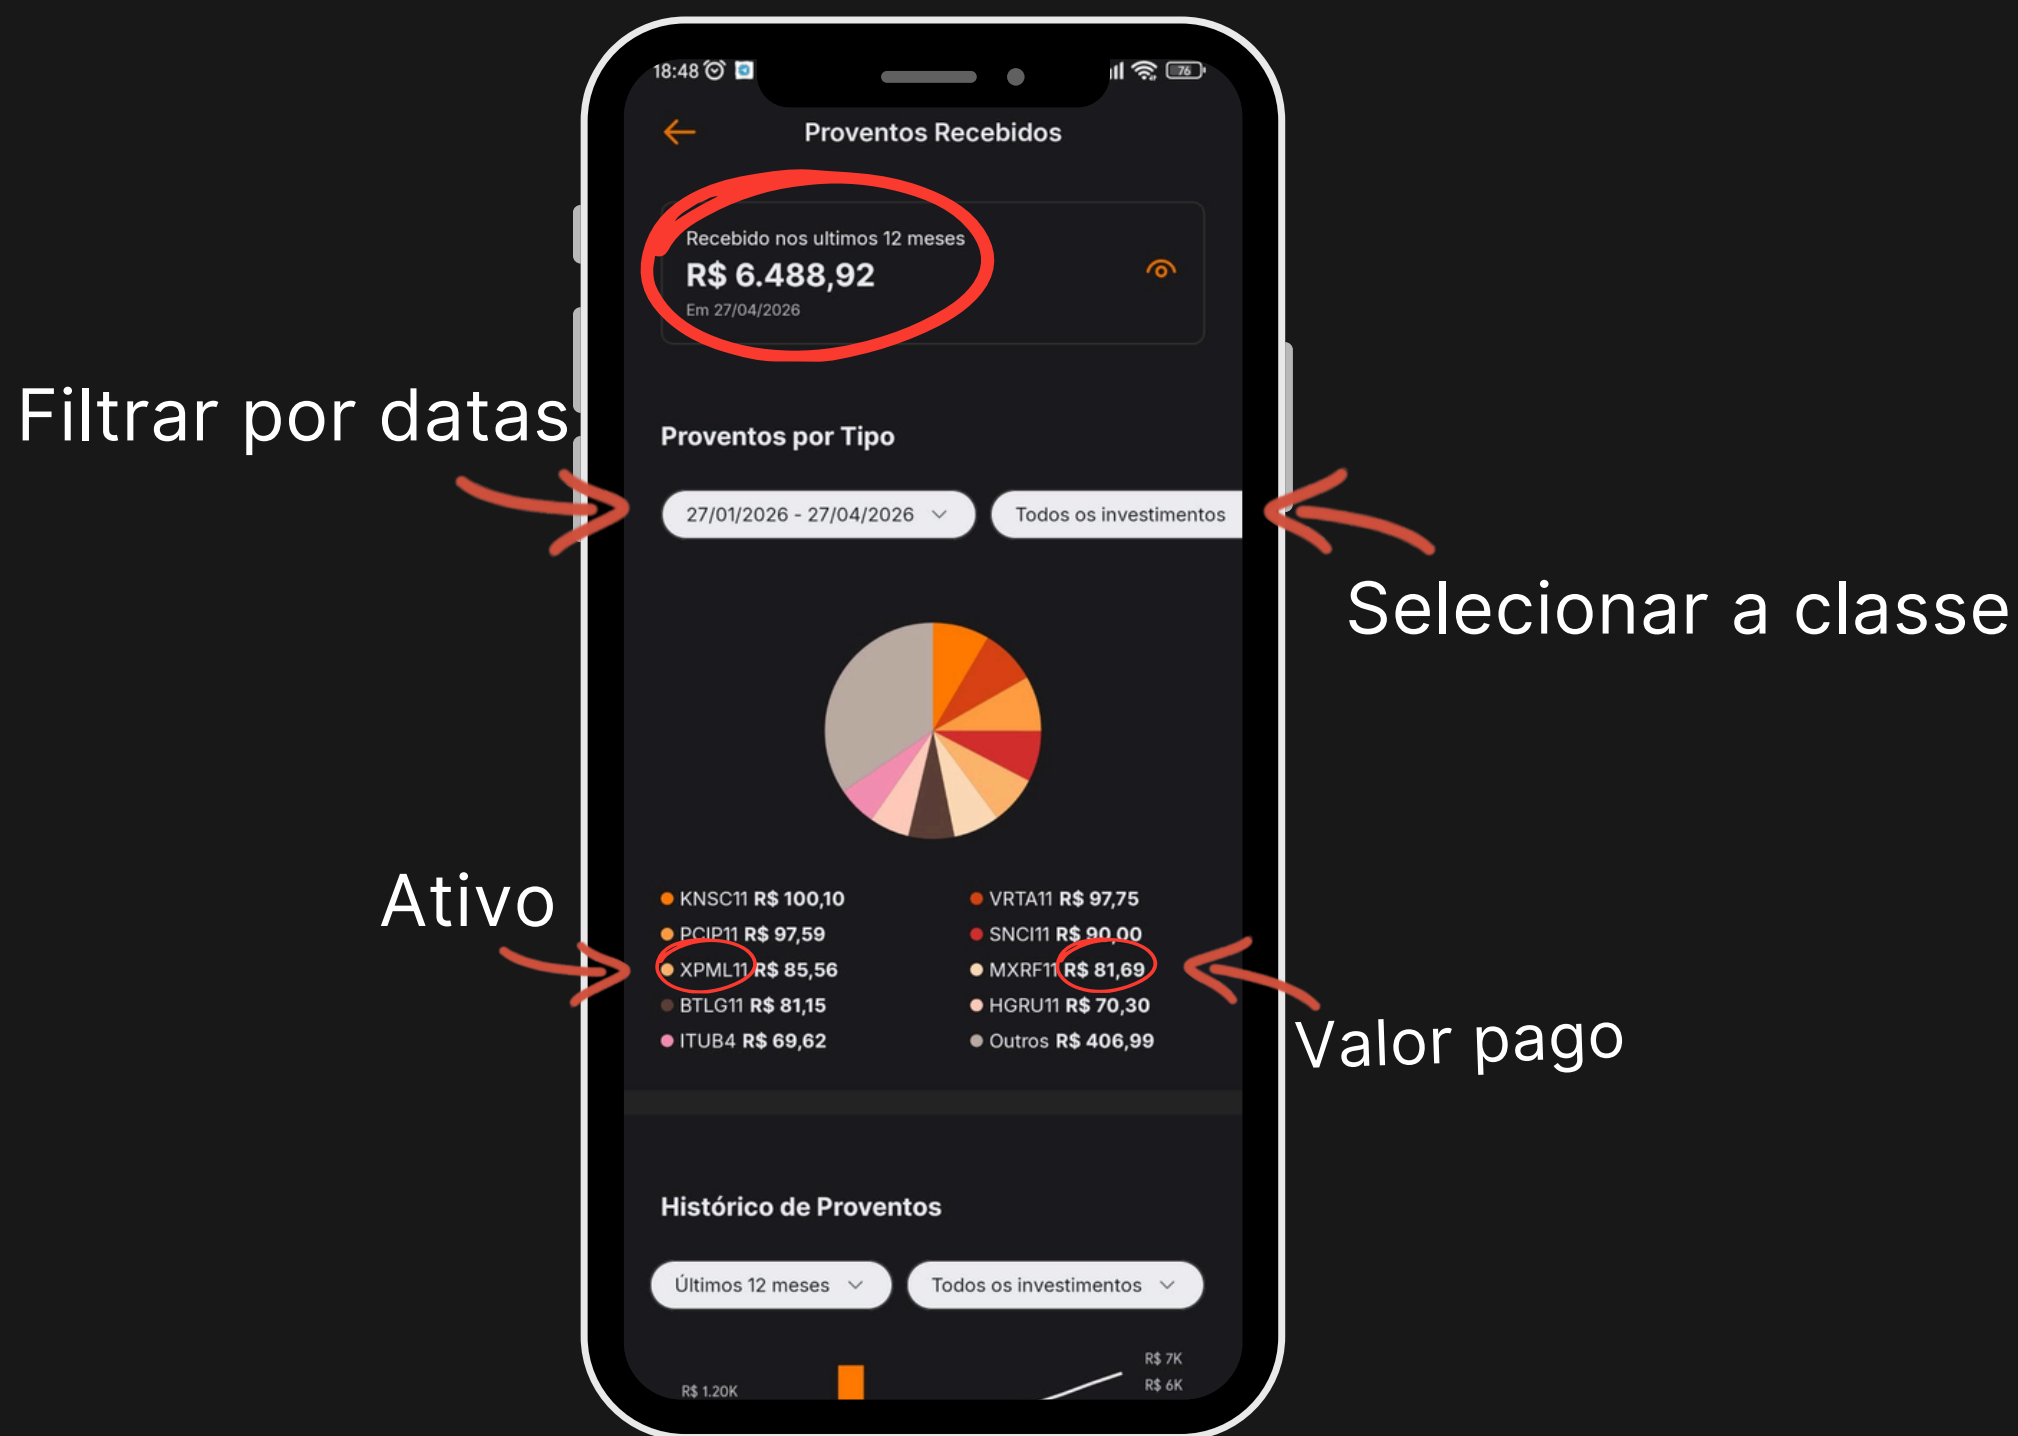 18:48
76
Proventos Recebidos
Recebido nos ultimos 12 meses
R$ 6.488,92
Em 27/04/2026
Filtrar por datas
Proventos por Tipo
27/01/2026 - 27/04/2026
Todos os investimentos
Selecionar a classe
Ativo
KNSC11 R$ 100,10
VRTA11 R$ 97,75
PCIP11 R$ 97,59
SNCI11 R$ 90,00
XPML11 R$ 85,56
MXRF11 R$ 81,69
BTLG11 R$ 81,15
HGRU11 R$ 70,30
ITUB4 R$ 69,62
Outros R$ 406,99
Valor pago
Histórico de Proventos
Últimos 12 meses
Todos os investimentos
R$ 7K
R$ 1.20K
R$ 6K